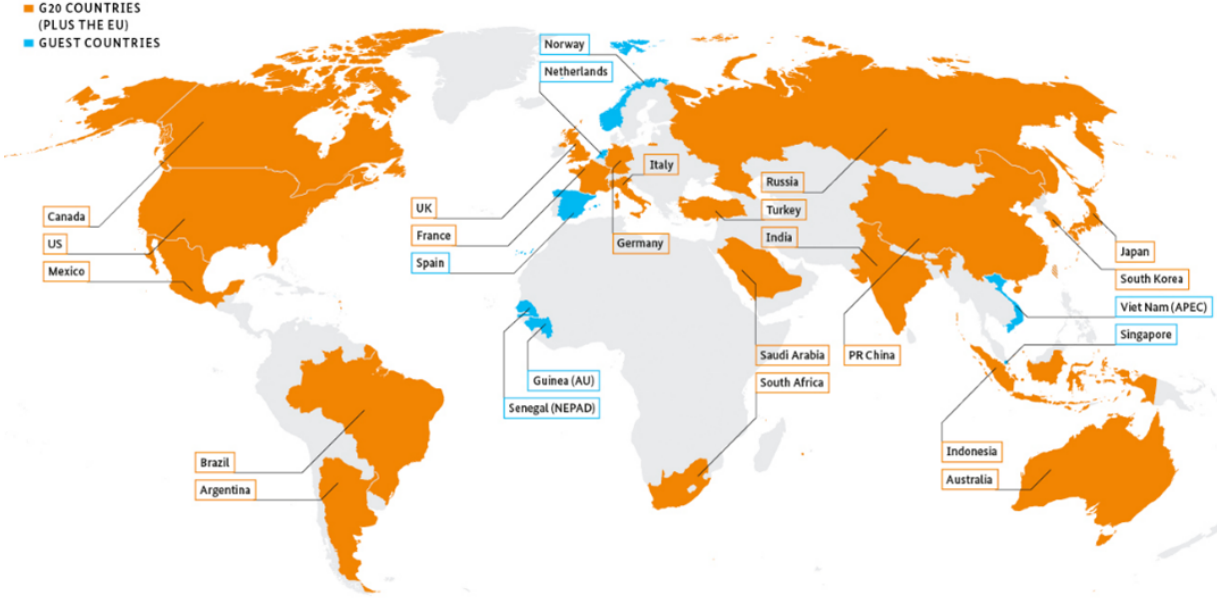 G20 COUNTRIES
(PLUS THE EU)
GUEST COUNTRIES
Norway
Netherlands
Italy
Russia
Canada
UK
Turkey
US
France
India
Germany
Japan
Mexico
Spain
South Korea
Viet Nam (APEC)
Singapore
Saudi Arabia
PR China
Guinea (AU)
South Africa
Senegal (NEPAD)
Indonesia
Brazil
Australia
Argentina